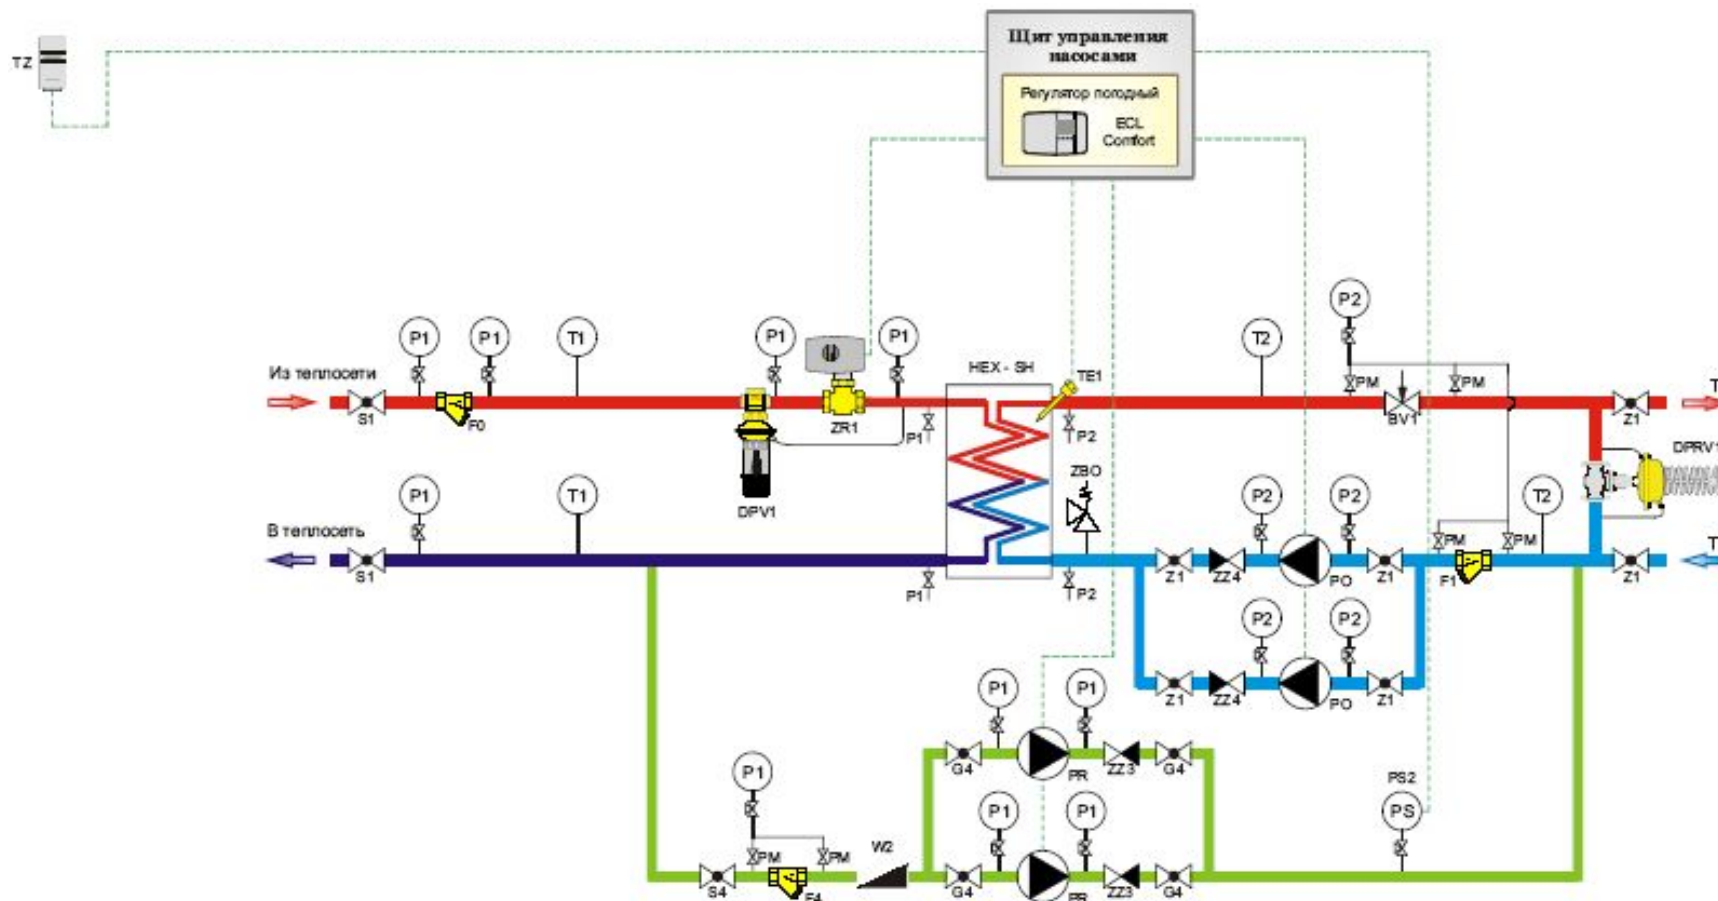 Щит управления
насосами
TZ
Регулятор погодный
ECL
Comfort
P2
P1 P1 T1 P1 P1 T2
Из теплосети HEX - SH TE1 PM PM T
S1 F0 ZR1 P1 P2 BV1 Z1
ZBO DPRV1
P1 T1 DPV1 P2 P2 T2
В теплосеть PM PM T
S1 P1 P2 Z1 ZZ4 PO Z1 F1 Z1
P2 P2
Z1 ZZ4 PO Z1
P1 P1
G4 PR ZZ3 G4 PS2
P1 P1 P1 PS
PM PM W2
S4 F4 G4 PR ZZ3 G4